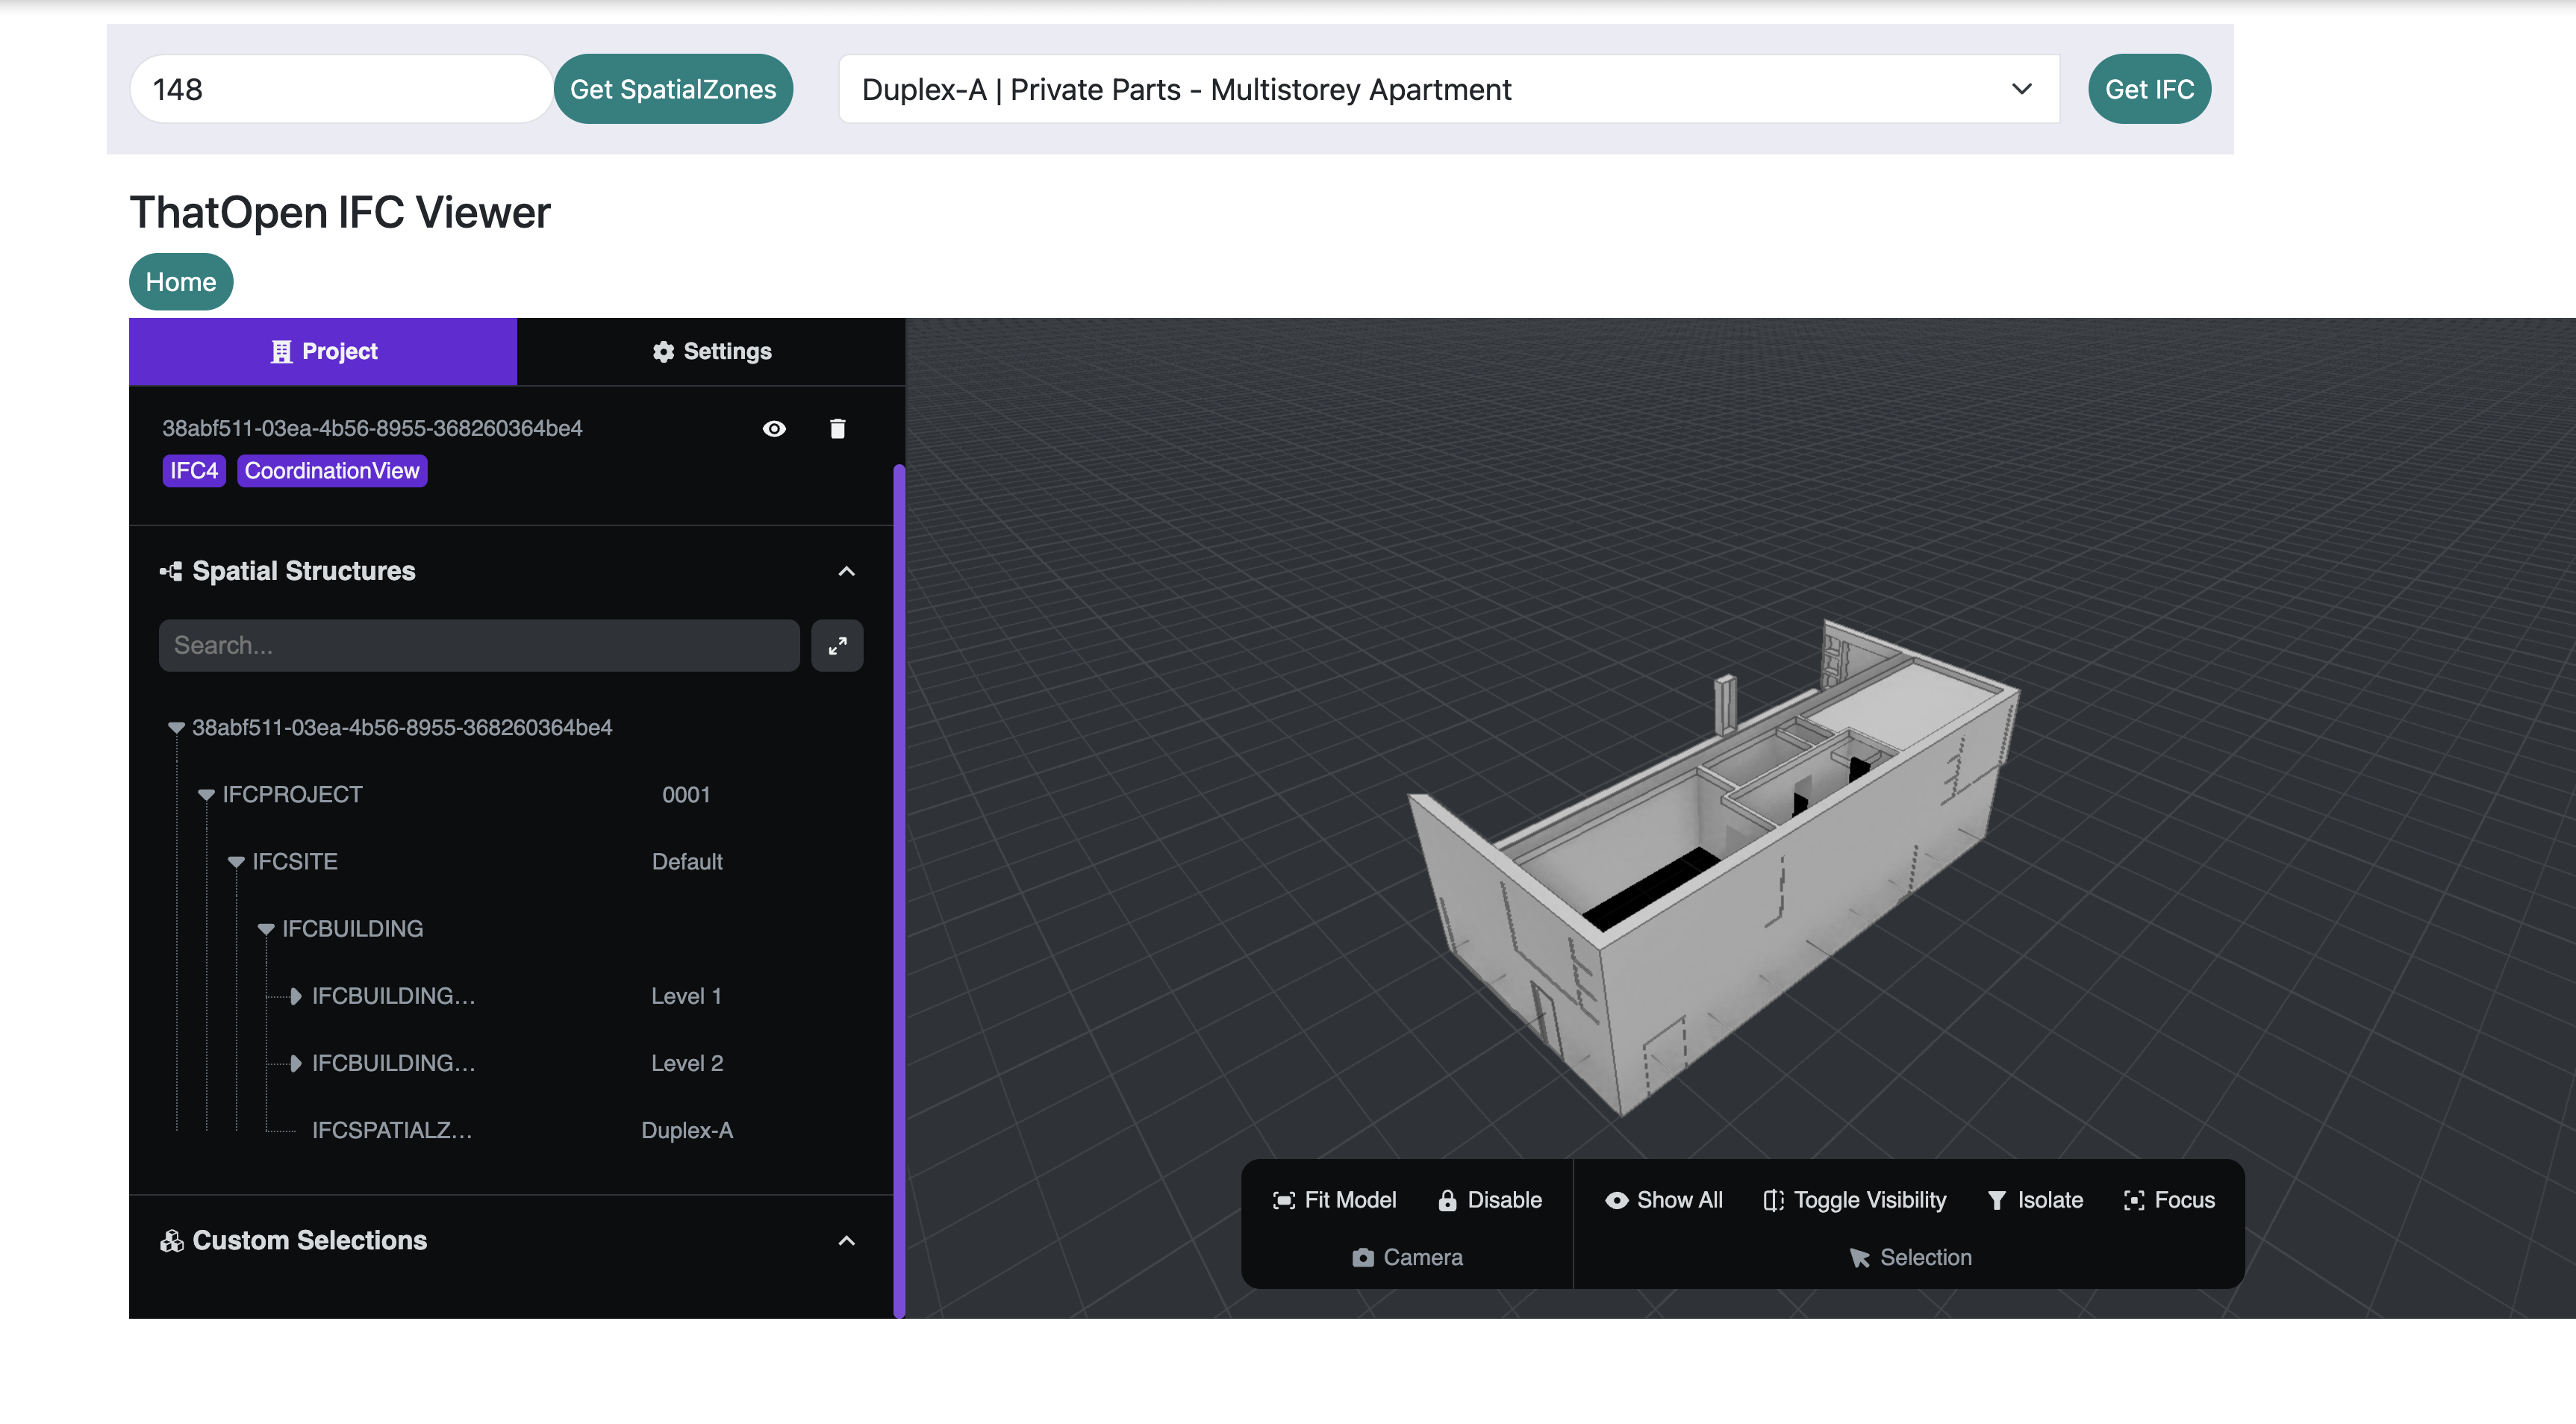 148
Get SpatialZones
Duplex-A | Private Parts - Multistorey Apartment
Get IFC
ThatOpen IFC Viewer
Home
Project
Settings
38abf511-03ea-4b56-8955-368260364be4
IFC4 CoordinationView
Spatial Structures
Search...
38abf511-03ea-4b56-8955-368260364be4
IFCPROJECT 0001
IFCSITE Default
IFCBUILDING
IFCBUILDING... Level 1
IFCBUILDING... Level 2
IFCSPATIALZ... Duplex-A
Custom Selections
Fit Model Disable Show All Toggle Visibility Isolate Focus
Camera Selection